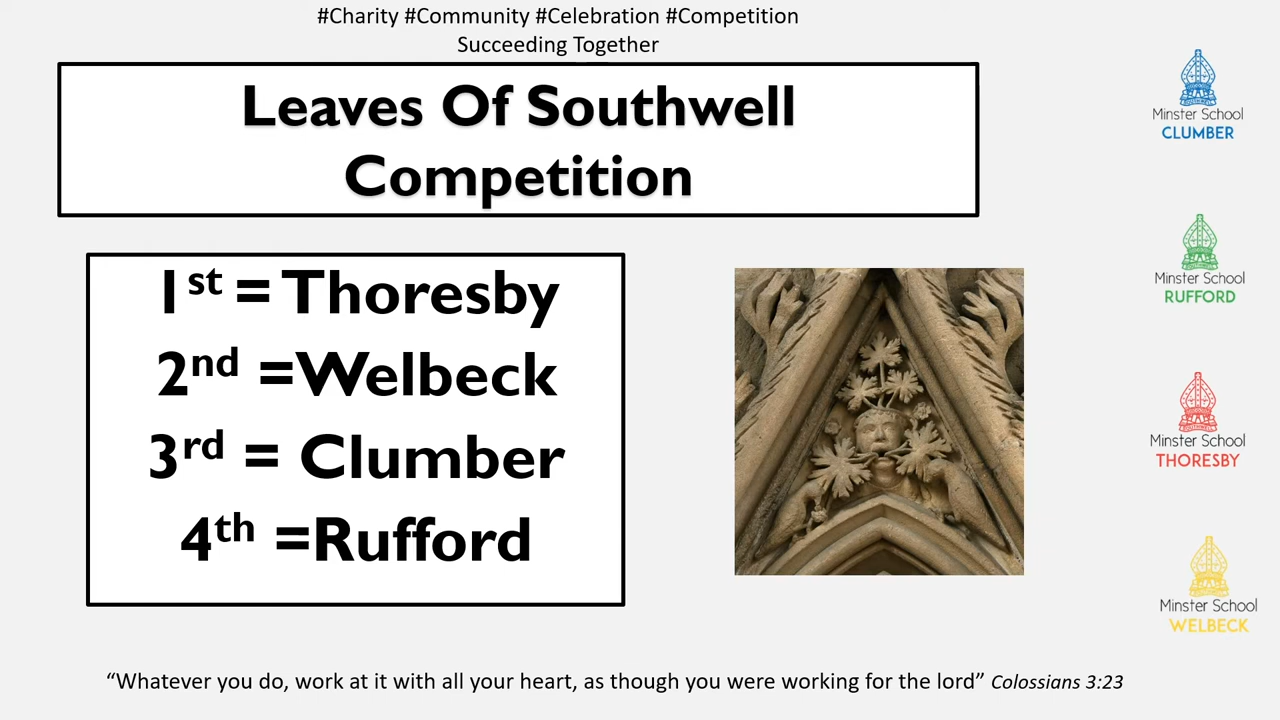 #Charity #Community #Celebration #Competition
Succeeding Together
Leaves Of Southwell
Competition
1st = Thoresby
2nd =Welbeck
3rd = Clumber
4th =Rufford
Minster School
CLUMBER
Minster School
RUFFORD
Minster School
THORESBY
Minster School
WELBECK
“Whatever you do, work at it with all your heart, as though you were working for the lord” Colossians 3:23